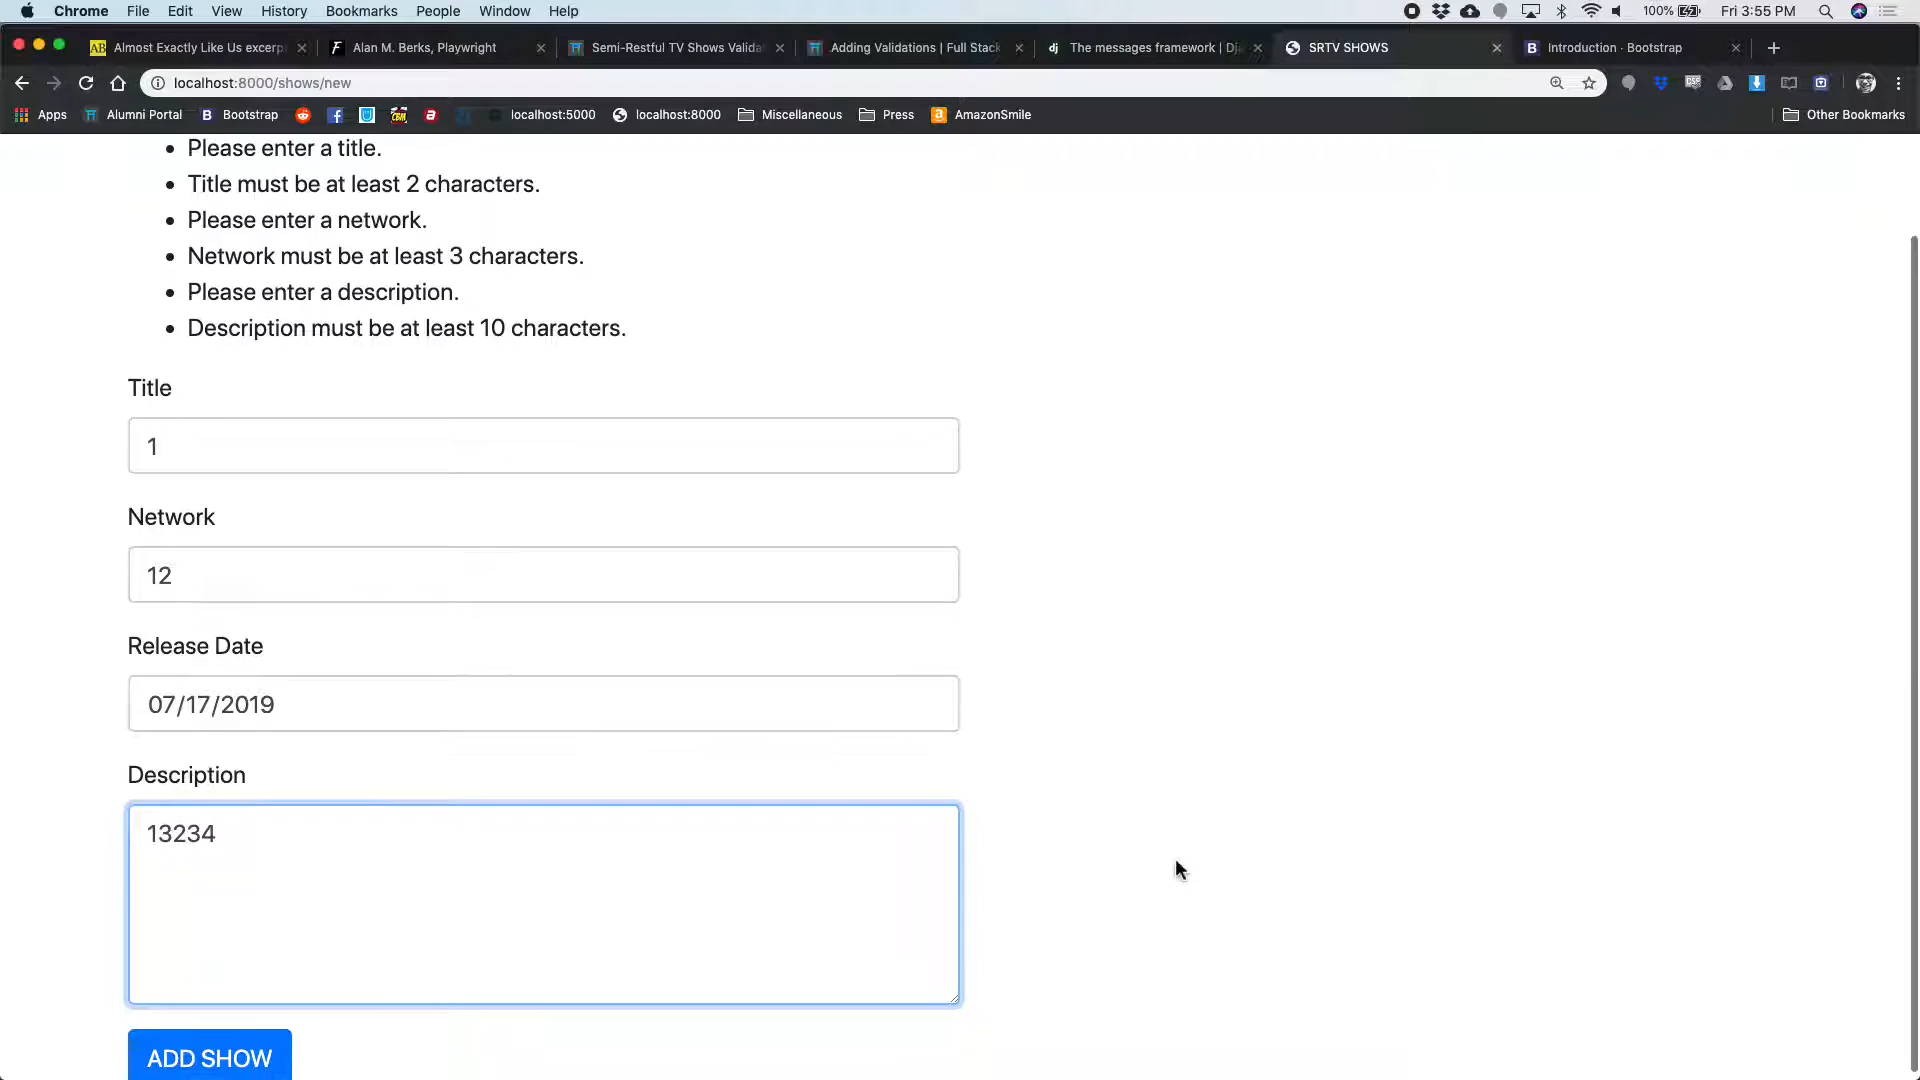 Chrome File Edit View History Bookmarks People Window Help 100% Fri 3:55 PM
AB Almost Exactly Like Us excerp F Alan M. Berks, Playwright Semi-Restful TV Shows Valida Adding Validations | Full Stack dj The messages framework | Dj SRTV SHOWS B Introduction · Bootstrap
localhost:8000/shows/new
Apps Alumni Portal B Bootstrap localhost:5000 localhost:8000 Miscellaneous Press AmazonSmile Other Bookmarks
• Please enter a title.
• Title must be at least 2 characters.
• Please enter a network.
• Network must be at least 3 characters.
• Please enter a description.
• Description must be at least 10 characters.
Title
1
Network
12
Release Date
07/17/2019
Description
13234
ADD SHOW